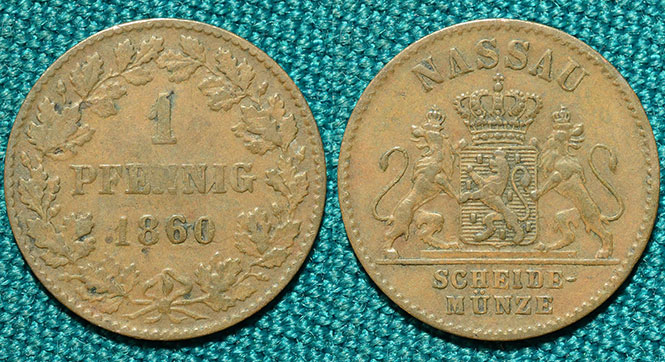 1
PFENNIG
1860
NASSAU
SCHEIDE-
MÜNZE